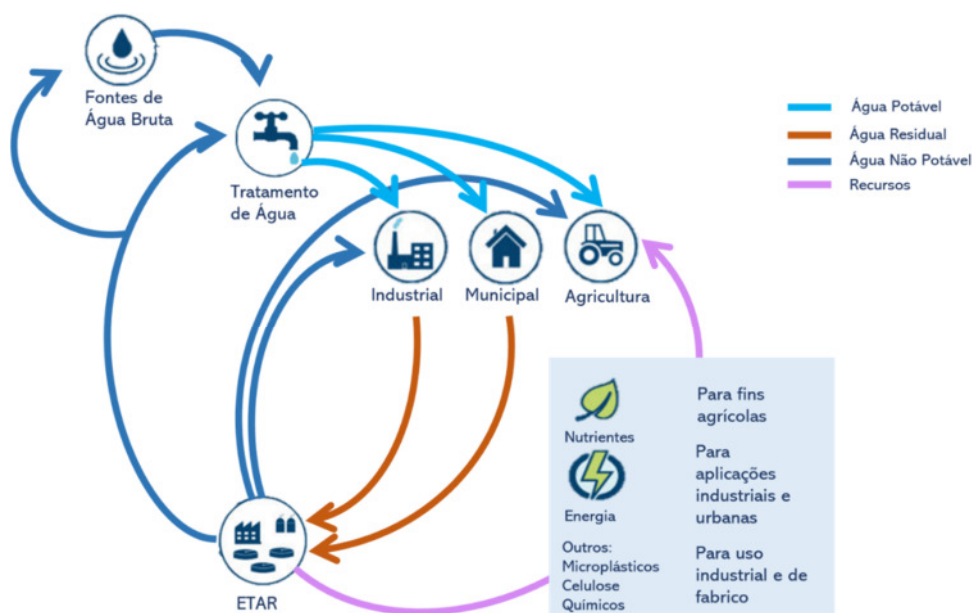 Fontes de
Água Bruta
Tratamento
de Água
Água Potável
Água Residual
Água Não Potável
Recursos
Industrial
Municipal
Agricultura
Nutrientes
Para fins
agrícolas
Energia
Para
aplicações
industriais e
urbanas
Outros:
Microplásticos
Celulose
Químicos
Para uso
industrial e de
fabrico
ETAR